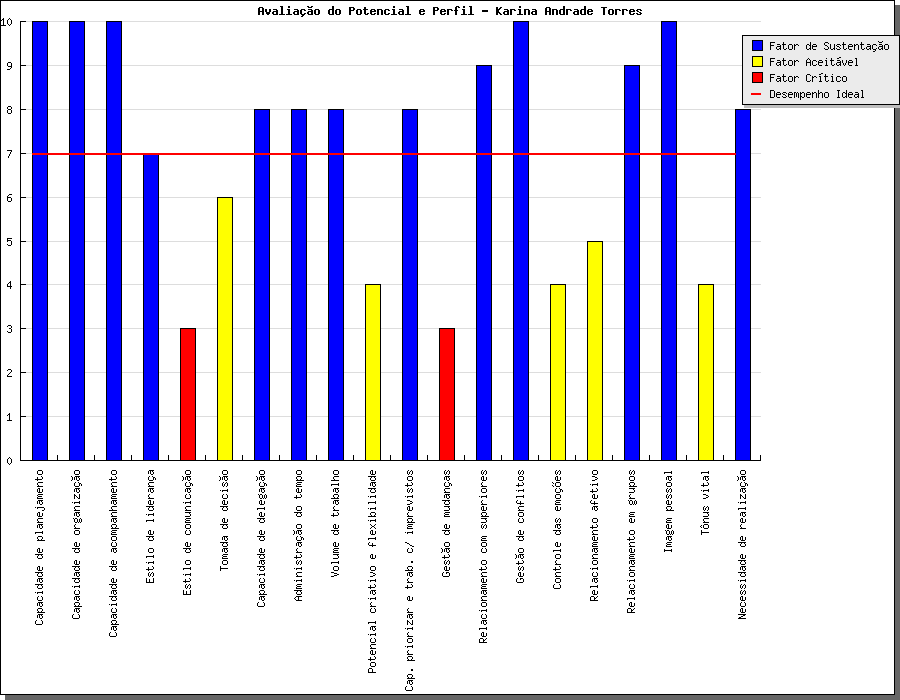 Avaliação do Potencial e Perfil - Karina Andrade Torres
Fator de Sustentação
Fator Aceitável
Fator Crítico
Desempenho Ideal
10
9
8
7
6
5
4
3
2
1
0
Capacidade de planejamento
Capacidade de organização
Capacidade de acompanhamento
Estilo de liderança
Estilo de comunicação
Tomada de decisão
Capacidade de delegação
Administração do tempo
Volume de trabalho
Potencial criativo e flexibilidade
Cap. priorizar e trab. c/ imprevistos
Gestão de mudanças
Relacionamento com superiores
Gestão de conflitos
Controle das emoções
Relacionamento afetivo
Relacionamento em grupos
Imagem pessoal
Tônus vital
Necessidade de realização